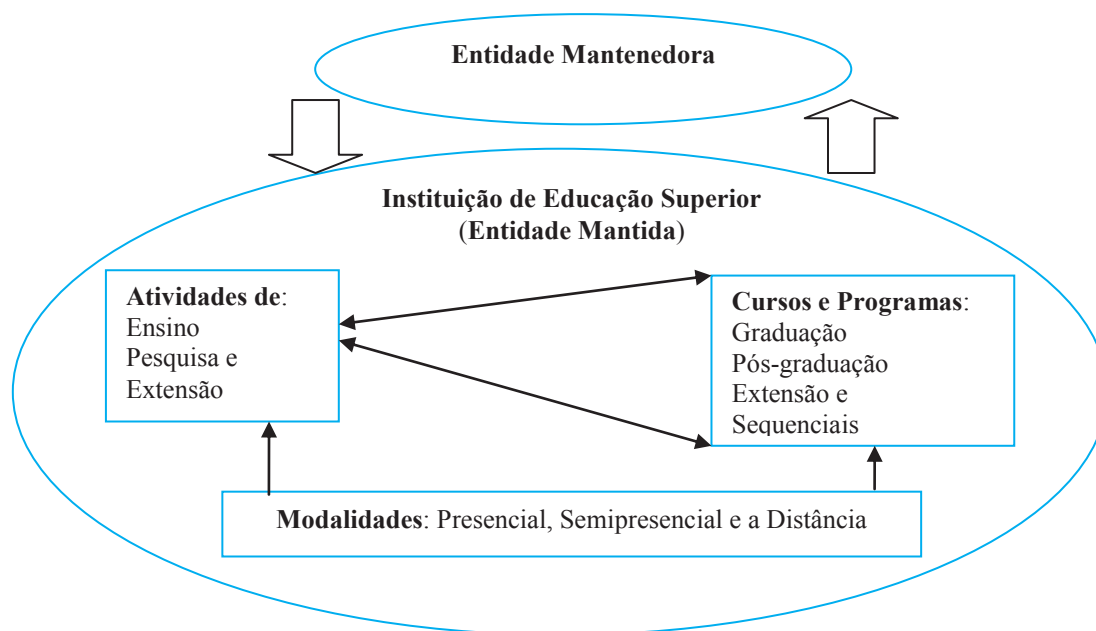 Entidade Mantenedora
Instituição de Educação Superior
(Entidade Mantida)
Atividades de:
Ensino
Pesquisa e
Extensão
Cursos e Programas:
Graduação
Pós-graduação
Extensão e
Sequenciais
Modalidades: Presencial, Semipresencial e a Distância